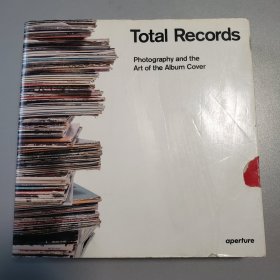 Total Records
Photography and the
Art of the Album Cover
aperture